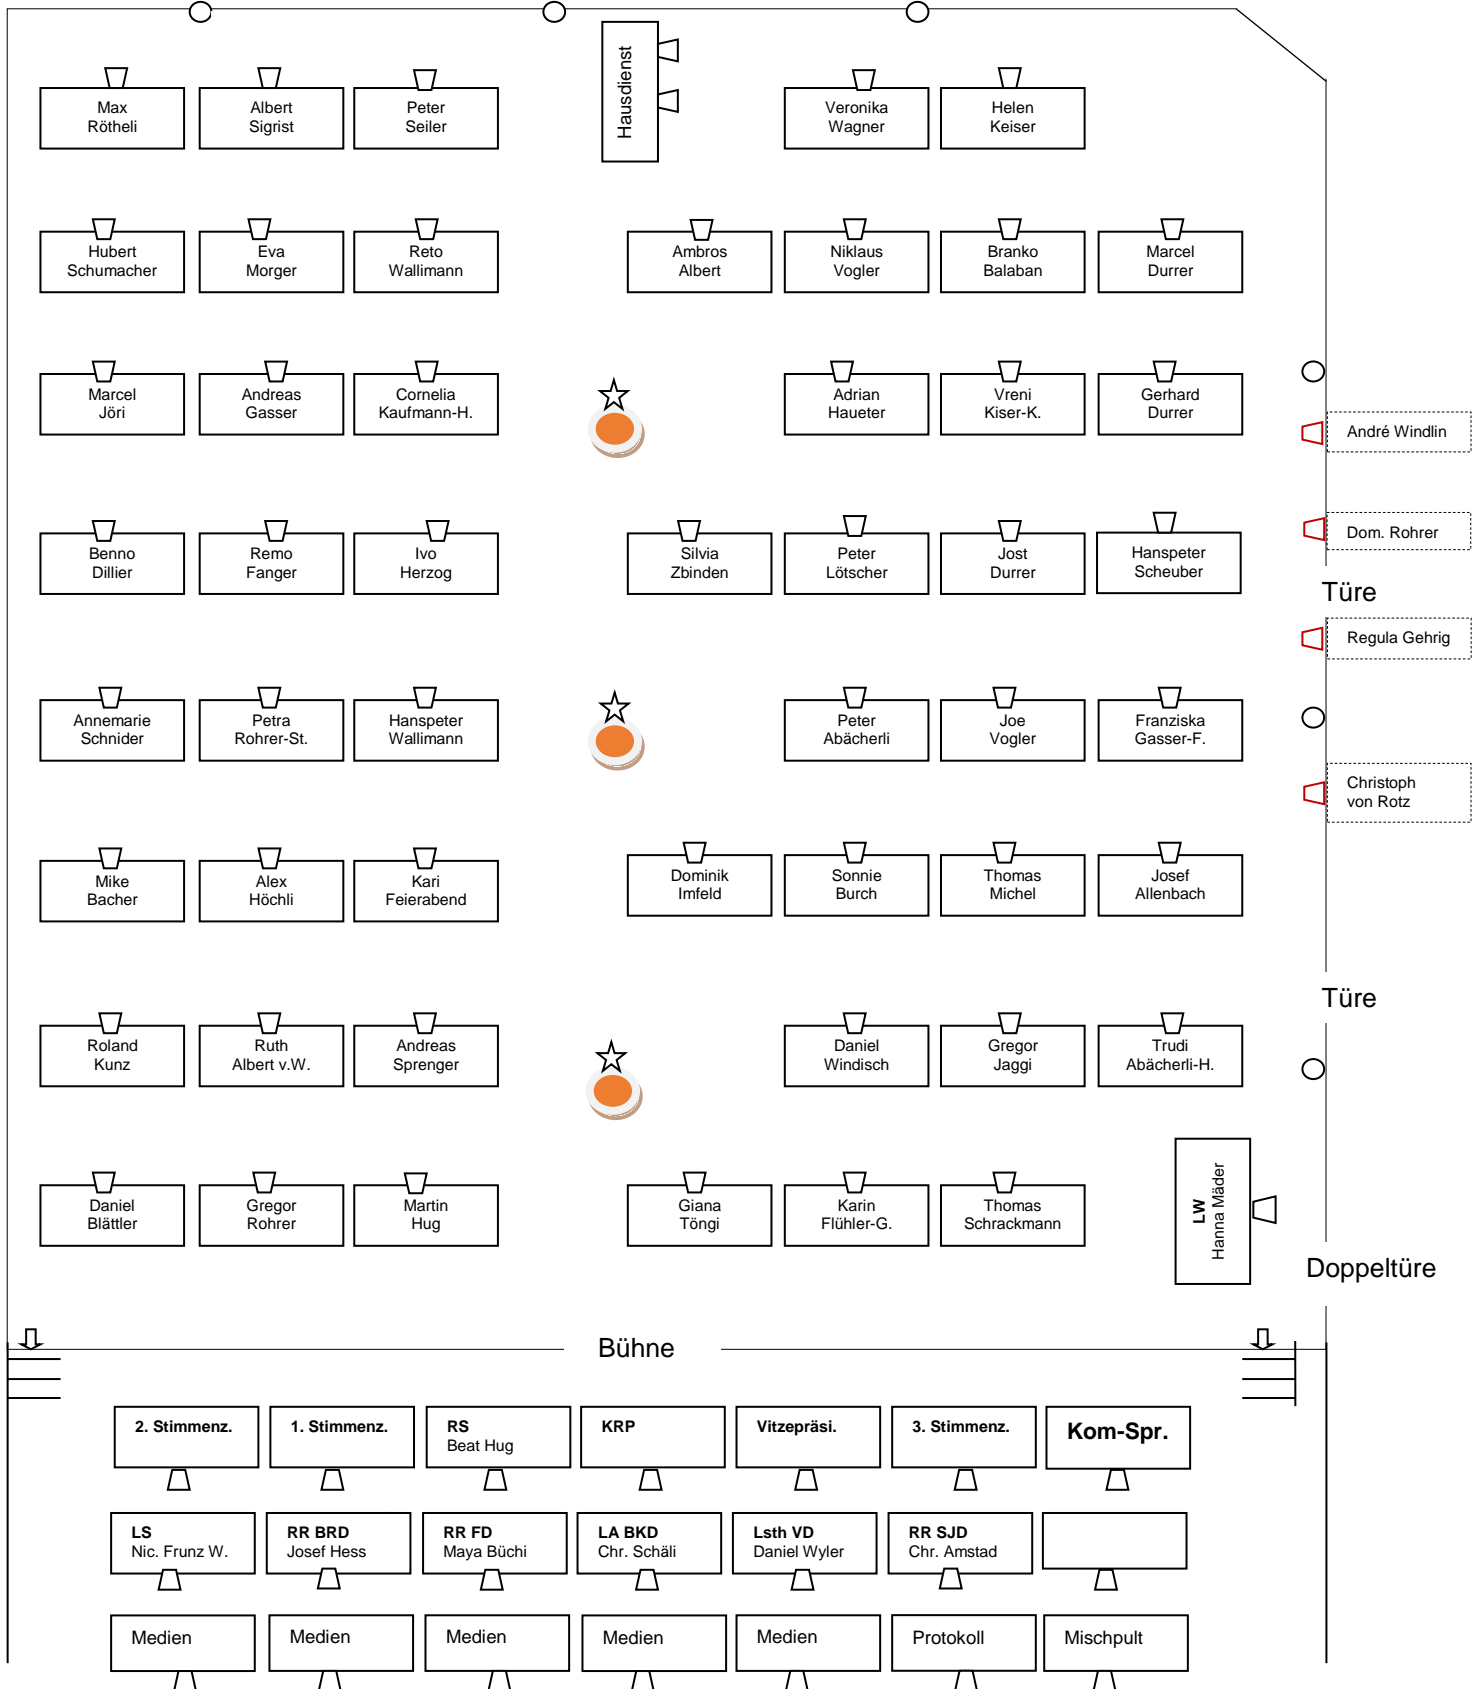 Max
Rötheli
Albert
Sigrist
Peter
Seiler
Hausdienst
Veronika
Wagner
Helen
Keiser
Hubert
Schumacher
Eva
Morger
Reto
Wallimann
Ambros
Albert
Niklaus
Vogler
Branko
Balaban
Marcel
Durrer
Marcel
Jöri
Andreas
Gasser
Cornelia
Kaufmann-H.
Adrian
Haueter
Vreni
Kiser-K.
Gerhard
Durrer
André Windlin
Dom. Rohrer
Benno
Dillier
Remo
Fanger
Ivo
Herzog
Silvia
Zbinden
Peter
Lötscher
Jost
Durrer
Hanspeter
Scheuber
Türe
Regula Gehrig
Annemarie
Schnider
Petra
Rohrer-St.
Hanspeter
Wallimann
Peter
Abächerli
Joe
Vogler
Franziska
Gasser-F.
Christoph
von Rotz
Mike
Bacher
Alex
Höchli
Kari
Feierabend
Dominik
Imfeld
Sonnie
Burch
Thomas
Michel
Josef
Allenbach
Türe
Roland
Kunz
Ruth
Albert v.W.
Andreas
Sprenger
Daniel
Windisch
Gregor
Jaggi
Trudi
Abächerli-H.
Daniel
Blättler
Gregor
Rohrer
Martin
Hug
Giana
Töngi
Karin
Flühler-G.
Thomas
Schrackmann
LW
Hanna Mäder
Doppeltüre
Bühne
2. Stimmenz.
1. Stimmenz.
RS
Beat Hug
KRP
Vitzepräsi.
3. Stimmenz.
Kom-Spr.
LS
Nic. Frunz W.
RR BRD
Josef Hess
RR FD
Maya Büchi
LA BKD
Chr. Schäli
Lsth VD
Daniel Wyler
RR SJD
Chr. Amstad
Medien
Medien
Medien
Medien
Medien
Protokoll
Mischpult